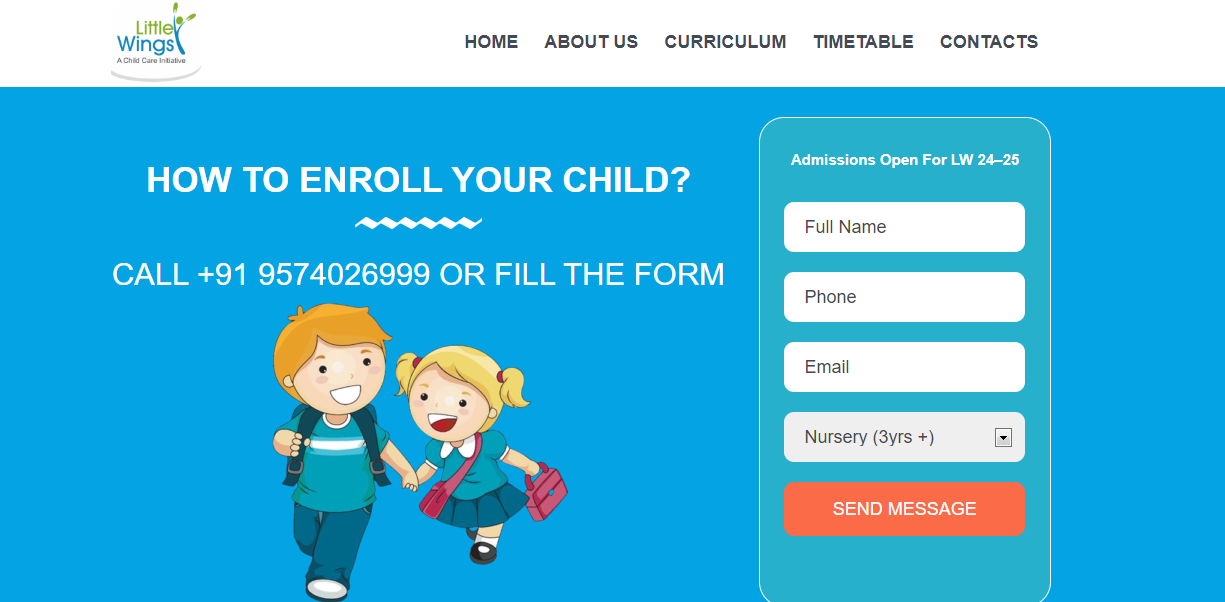 Little
Wings
A Child Care Initiative
HOME ABOUT US CURRICULUM TIMETABLE CONTACTS
HOW TO ENROLL YOUR CHILD?
CALL +91 9574026999 OR FILL THE FORM
Admissions Open For LW 24–25
Full Name
Phone
Email
Nursery (3yrs +)
SEND MESSAGE